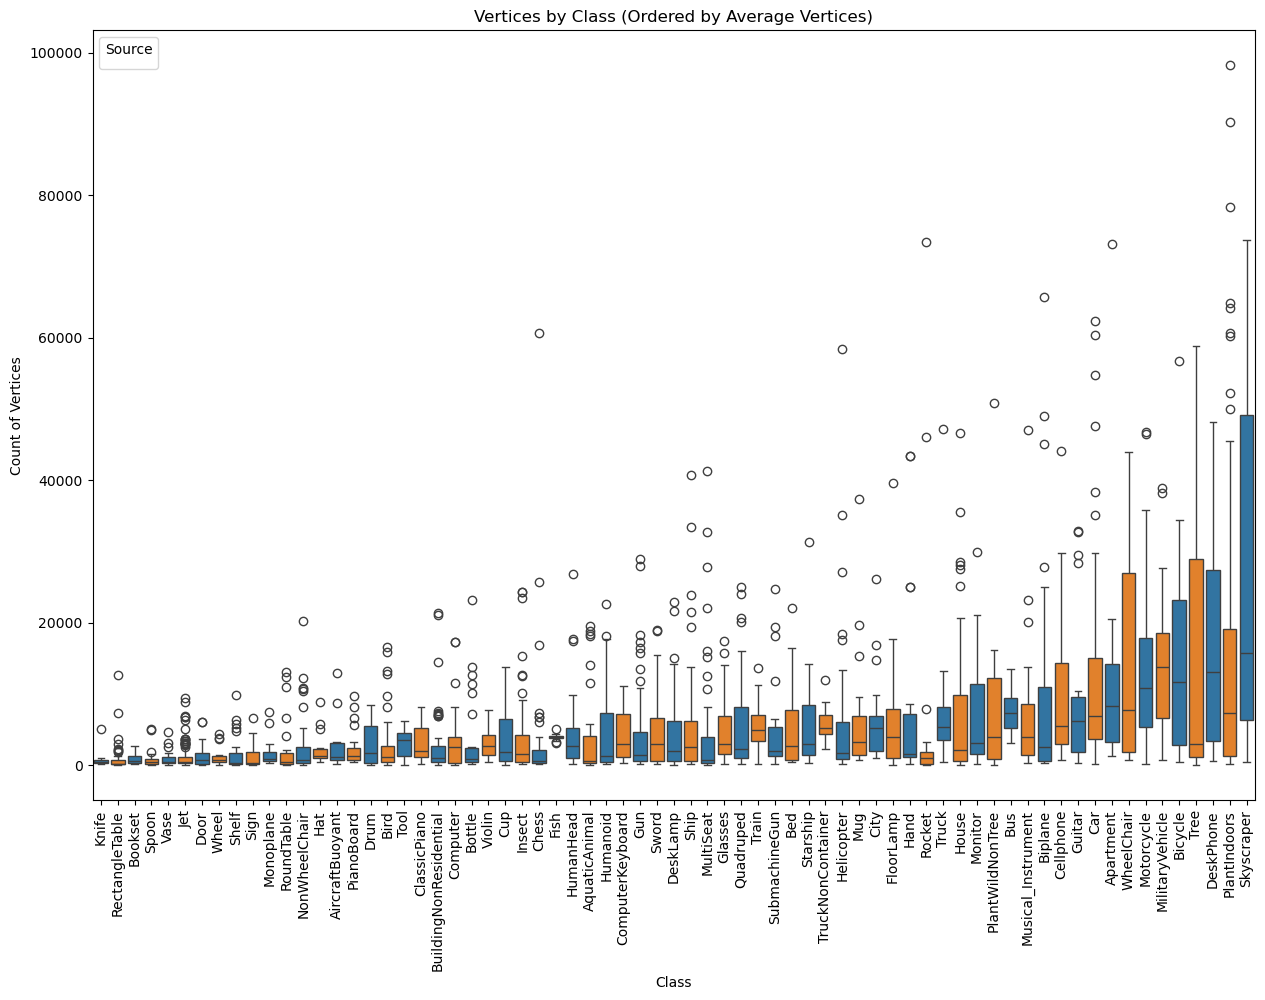 Vertices by Class (Ordered by Average Vertices)
Source
100000
80000
60000
40000
20000
0
Count of Vertices
Knife
RectangleTable
Bookset
Spoon
Vase
Jet
Door
Wheel
Shelf
Sign
Monoplane
RoundTable
NonWheelChair
Hat
AircraftBuoyant
PianoBoard
Drum
Bird
Tool
ClassicPiano
BuildingNonResidential
Computer
Bottle
Violin
Cup
Insect
Chess
Fish
HumanHead
AquaticAnimal
Humanoid
ComputerKeyboard
Gun
Sword
DeskLamp
Ship
MultiSeat
Glasses
Quadruped
Train
SubmachineGun
Bed
Starship
TruckNonContainer
Helicopter
Mug
City
FloorLamp
Hand
Rocket
Truck
House
Monitor
PlantWildNonTree
Bus
Musical_Instrument
Biplane
Cellphone
Guitar
Car
Apartment
WheelChair
Motorcycle
MilitaryVehicle
Bicycle
Tree
DeskPhone
PlantIndoors
Skyscraper
Class